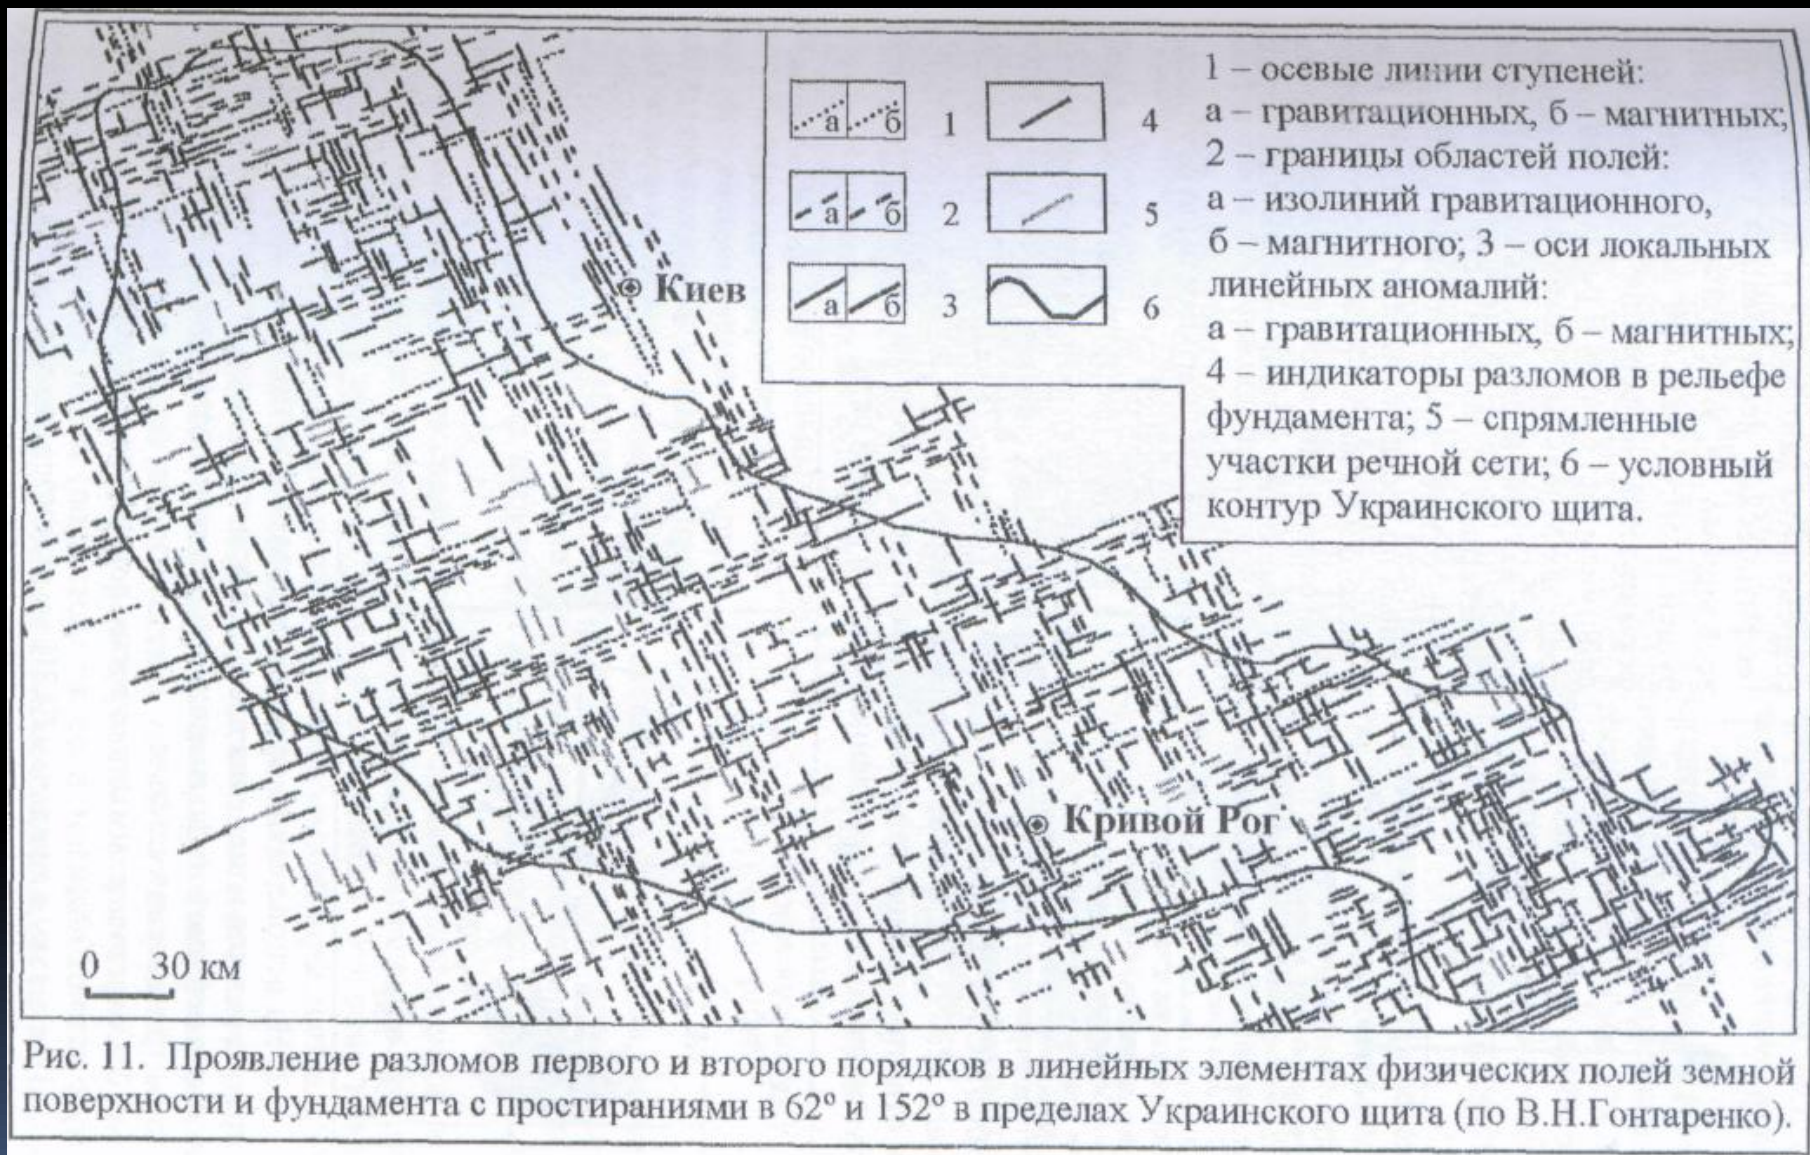 1 – осевые линии ступеней:
а – гравитационных, б – магнитных;
2 – границы областей полей:
а – изолиний гравитационного,
б – магнитного; 3 – оси локальных
линейных аномалий:
а – гравитационных, б – магнитных;
4 – индикаторы разломов в рельефе
фундамента; 5 – спрямленные
участки речной сети; 6 – условный
контур Украинского щита.
а б 1 4
а б 2 5
а б 3 6
Киев
Кривой Рог
0 30 км
Рис. 11. Проявление разломов первого и второго порядков в линейных элементах физических полей земной
поверхности и фундамента с простираниями в 62º и 152º в пределах Украинского щита (по В.Н.Гонтаренко).